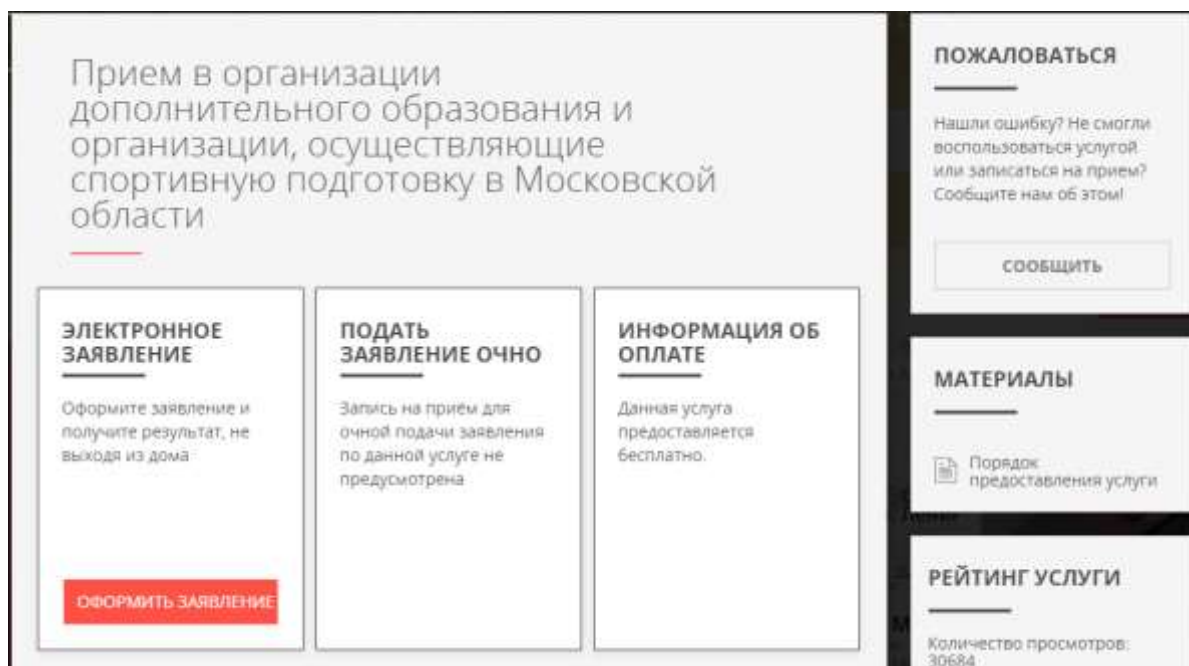 Прием в организации
дополнительного образования и
организации, осуществляющие
спортивную подготовку в Московской
области
ЭЛЕКТРОННОЕ
ЗАЯВЛЕНИЕ
Оформите заявление и
получите результат, не
выходя из дома
ОФОРМИТЬ ЗАЯВЛЕНИЕ
ПОДАТЬ
ЗАЯВЛЕНИЕ ОЧНО
Запись на приём для
очной подачи заявления
по данной услуге не
предусмотрена
ИНФОРМАЦИЯ ОБ
ОПЛАТЕ
Данная услуга
предоставляется
бесплатно.
ПОЖАЛОВАТЬСЯ
Нашли ошибку? Не смогли
воспользоваться услугой
или записаться на прием?
Сообщите нам об этом!
СООБЩИТЬ
МАТЕРИАЛЫ
Порядок
предоставления услуги
РЕЙТИНГ УСЛУГИ
Количество просмотров:
30684